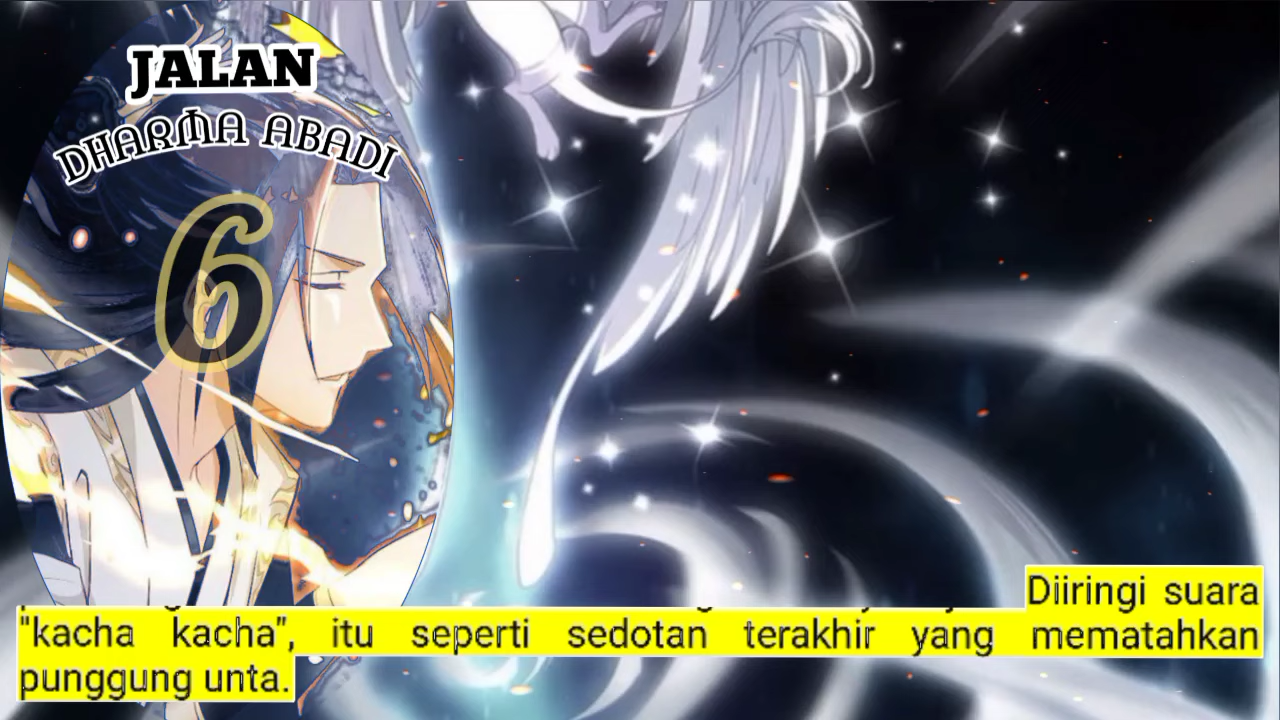 JALAN
DHARMA ABADI
6
Diiringi suara
"kacha kacha", itu seperti sedotan terakhir yang mematahkan
punggung unta.